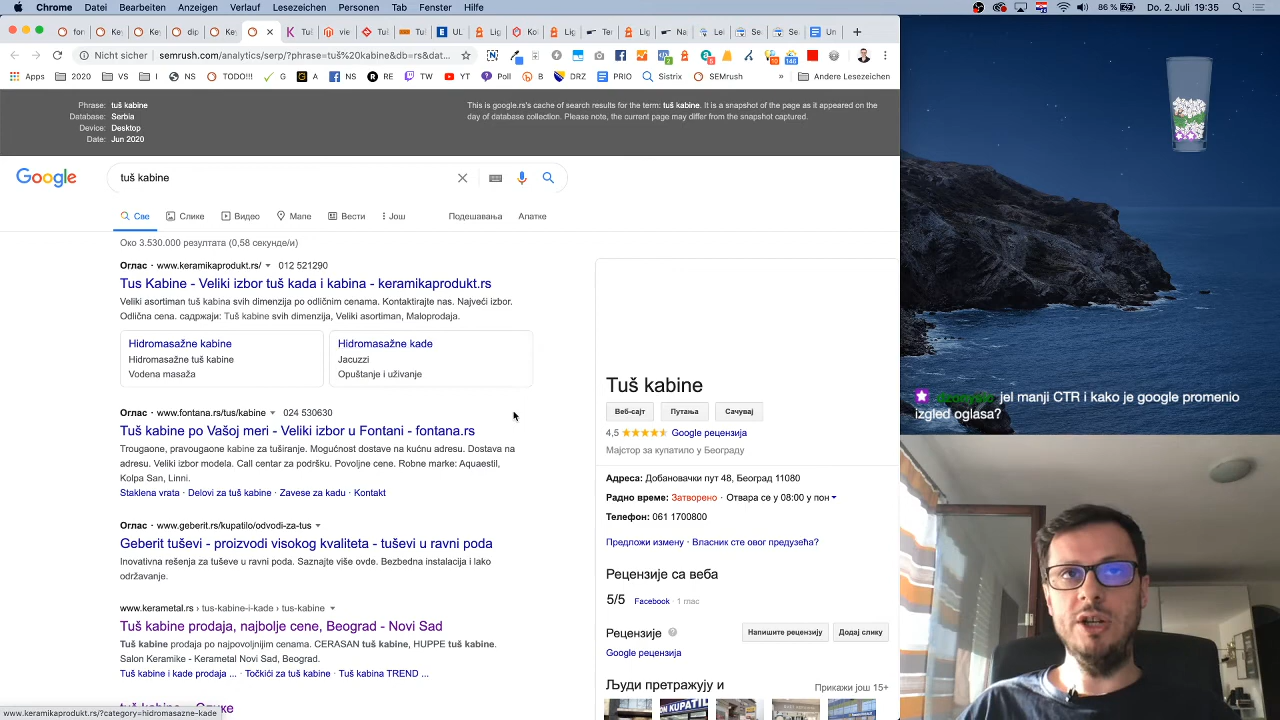 Chrome Datei Bearbeiten Anzeigen Verlauf Lesezeichen Personen Tab Fenster Hilfe
100 % Do. 2. Juli 19:35
for Ses C
Tuš vie Tuš Tuš UL Ko Tuš Na Lei Un
Nicht sicher semrush.com/analytics/serp/?phrase=tuš%20kabine&db=rs&dat...
Apps 2020 VS I NS TODO!!! G A NS RE TW YT Poll B DRZ PRIO Sistrix SEMrush » Andere Lesezeichen
Phrase: tuš kabine
Database: Serbia
Device: Desktop
Date: Jun 2020
This is google.rs's cache of search results for the term: tuš kabine. It is a snapshot of the page as it appeared on the
day of database collection. Please note, the current page may differ from the snapshot captured.
Google
tuš kabine
Све Слике Видео Мапе Вести Још Подешавања Алатке
Око 3.530.000 резултата (0,58 секунде/и)
Оглас · www.keramikaprodukt.rs/ 012 521290
Tus Kabine - Veliki izbor tuš kada i kabina - keramikaprodukt.rs
Veliki asortiman tuš kabina svih dimenzija po odličnim cenama. Kontaktirajte nas. Najveći izbor.
Odlična cena. садржаји: Tuš kabine svih dimenzija, Veliki asortiman, Maloprodaja.
Hidromasažne kabine
Hidromasažne tuš kabine
Vodena masaža
Hidromasažne kade
Jacuzzi
Opuštanje i uživanje
Оглас · www.fontana.rs/tus/kabine 024 530630
Tuš kabine po Vašoj meri - Veliki izbor u Fontani - fontana.rs
Trougaone, pravougaone kabine za tuširanje. Mogućnost dostave na kućnu adresu. Dostava na
adresu. Veliki izbor modela. Call centar za podršku. Povoljne cene. Robne marke: Aquaestil,
Kolpa San, Linni.
Staklena vrata · Delovi za tuš kabine · Zavese za kadu · Kontakt
Оглас · www.geberit.rs/kupatilo/odvodi-za-tus
Geberit tuševi - proizvodi visokog kvaliteta - tuševi u ravni poda
Inovativna rešenja za tuševe u ravni poda. Saznajte više ovde. Bezbedna instalacija i lako
održavanje.
www.kerametal.rs › tus-kabine-i-kade › tus-kabine
Tuš kabine prodaja, najbolje cene, Beograd - Novi Sad
Tuš kabine prodaja po najpovoljnijim cenama. CERASAN tuš kabine, HUPPE tuš kabine.
Salon Keramike - Kerametal Novi Sad, Beograd.
Tuš kabine i kade prodaja ... · Točkići za tuš kabine · Tuš kabina TREND ...
www.keramikaprodukt.rs?category=hidromasazne-kade
Tuš kabine
Веб-сајт Путања Сачувај
4,5 Google рецензија
Мајстор за купатило у Београду
Адреса: Добановачки пут 48, Београд 11080
Радно време: Затворено · Отвара се у 08:00 у пон
Телефон: 061 1700800
Предложи измену · Власник сте овог предузећа?
Рецензије са веба
5/5 Facebook · 1 глас
Рецензије Напишите рецензију Додај слику
Google рецензија
Људи претражују и Прикажи још 15+
jel manji CTR i kako je google promenio
izgled oglasa?